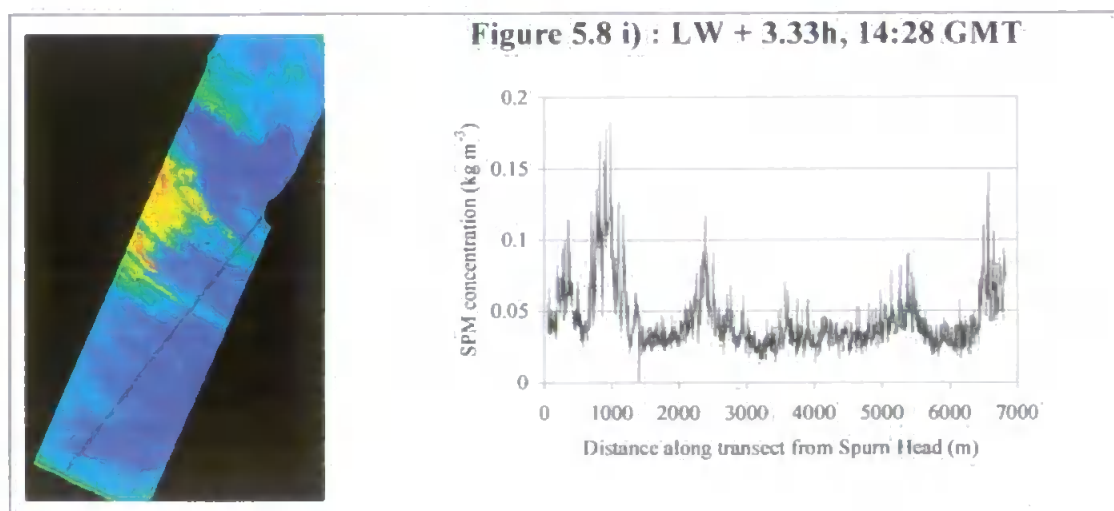 Figure 5.8 i) : LW + 3.33h, 14:28 GMT
SPM concentration (kg m⁻³)
0.2
0.15
0.1
0.05
0
0 1000 2000 3000 4000 5000 6000 7000
Distance along transect from Spurn Head (m)